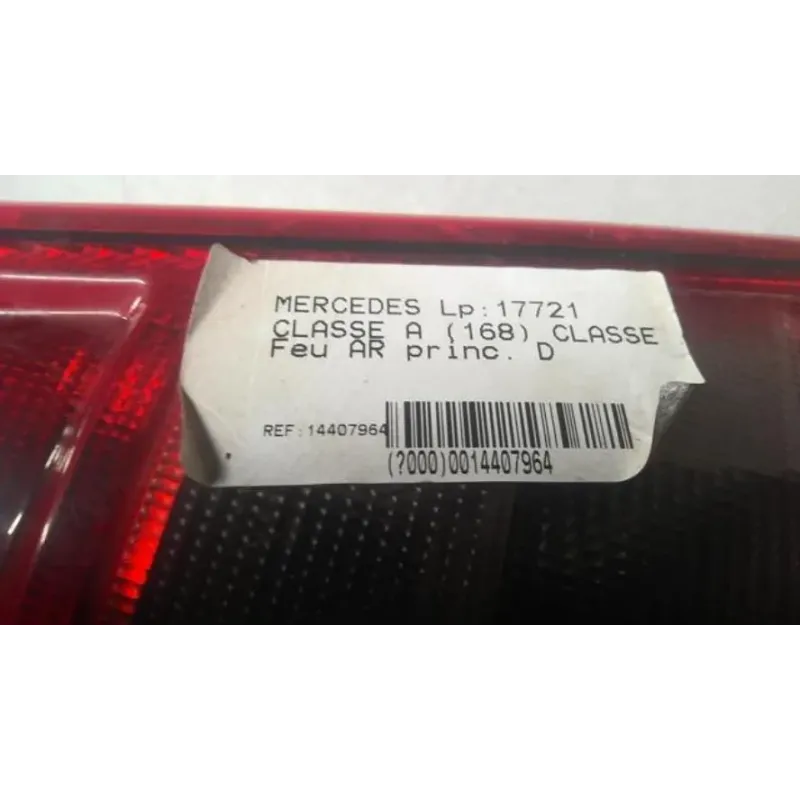 MERCEDES Lp:17721
CLASSE A (168) CLASSE
Feu AR princ. D
REF:14407964
(?000)0014407964